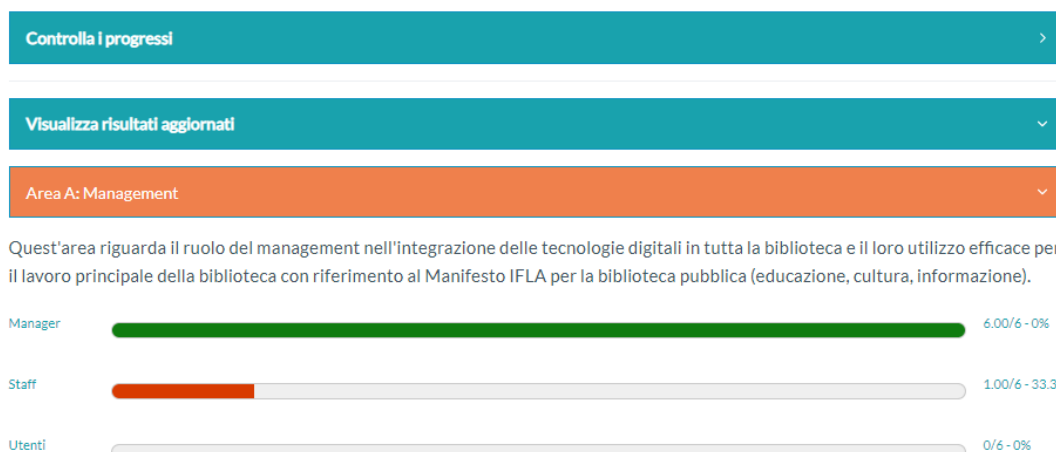 Controlla i progressi
Visualizza risultati aggiornati
Area A: Management
Quest'area riguarda il ruolo del management nell'integrazione delle tecnologie digitali in tutta la biblioteca e il loro utilizzo efficace per
il lavoro principale della biblioteca con riferimento al Manifesto IFLA per la biblioteca pubblica (educazione, cultura, informazione).
Manager 6.00/6 - 0%
Staff 1.00/6 - 33.3
Utenti 0/6 - 0%